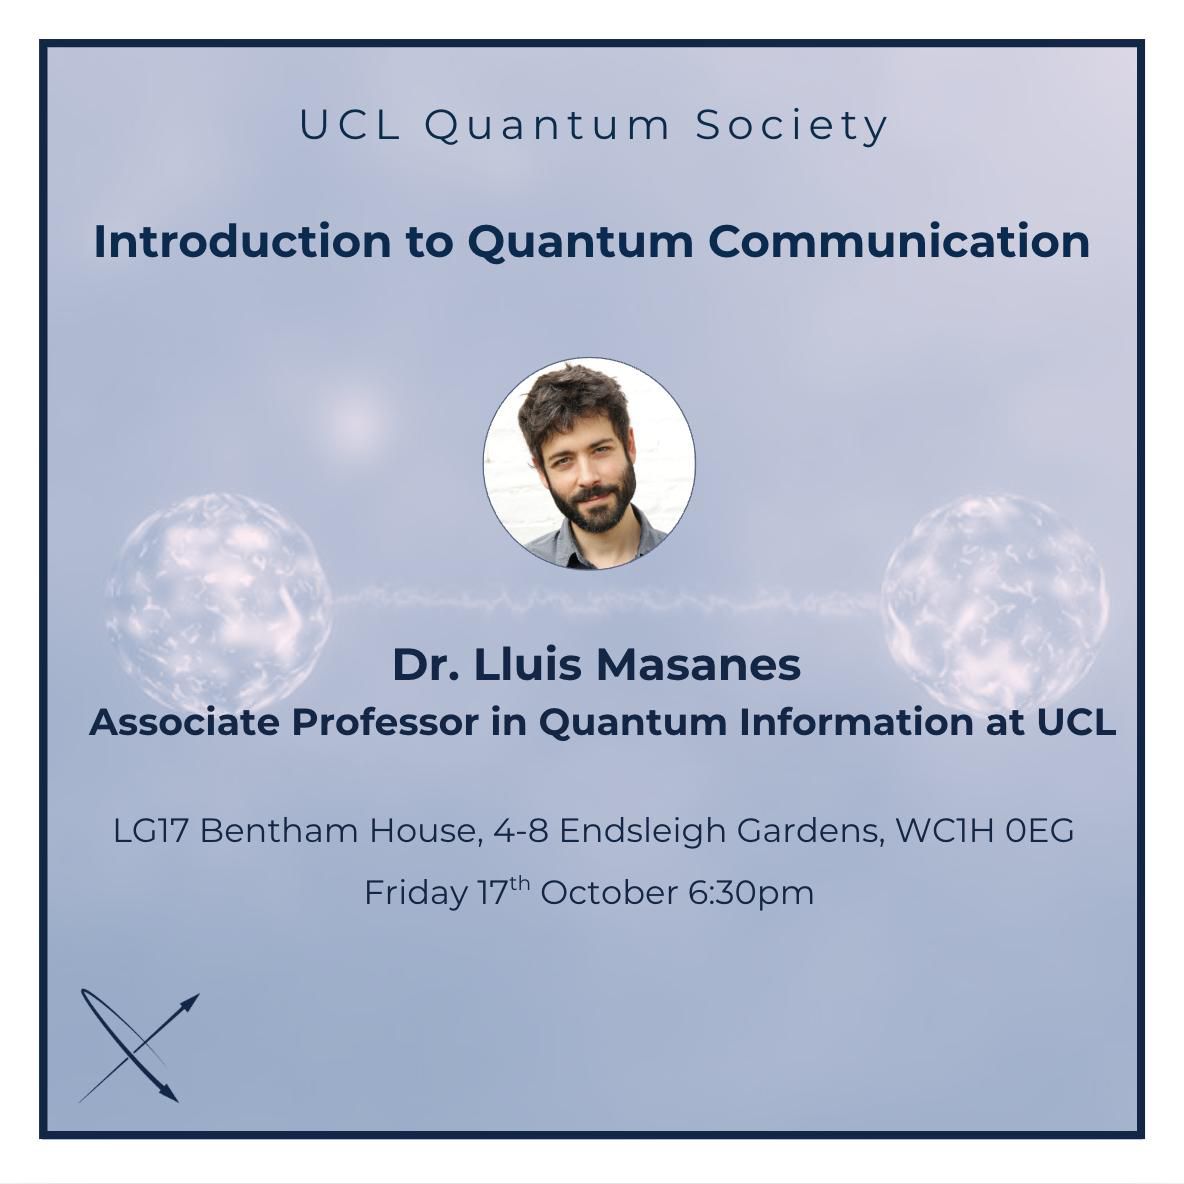 UCL Quantum Society
Introduction to Quantum Communication
Dr. Lluis Masanes
Associate Professor in Quantum Information at UCL
LG17 Bentham House, 4-8 Endsleigh Gardens, WC1H 0EG
Friday 17th October 6:30pm